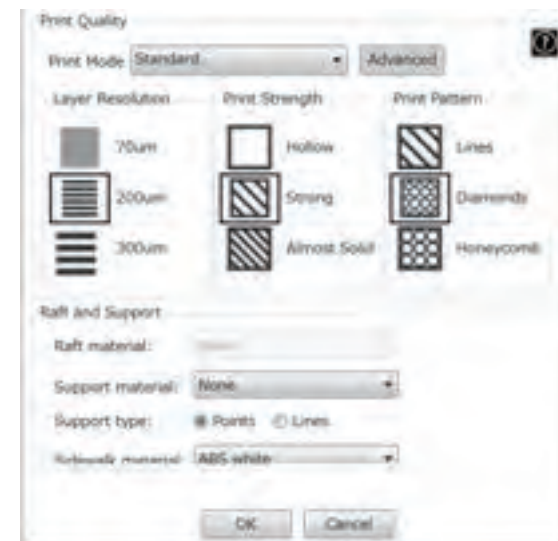 Print Quality
Print Mode Standard Advanced
Layer Resolution Print Strength Print Pattern
70um Hollow Lines
200um Strong Diamonds
300um Almost Solid Honeycomb
Raft and Support
Raft material:
Support material: None
Support type: Points Lines
Sidewalk material: ABS white
OK Cancel